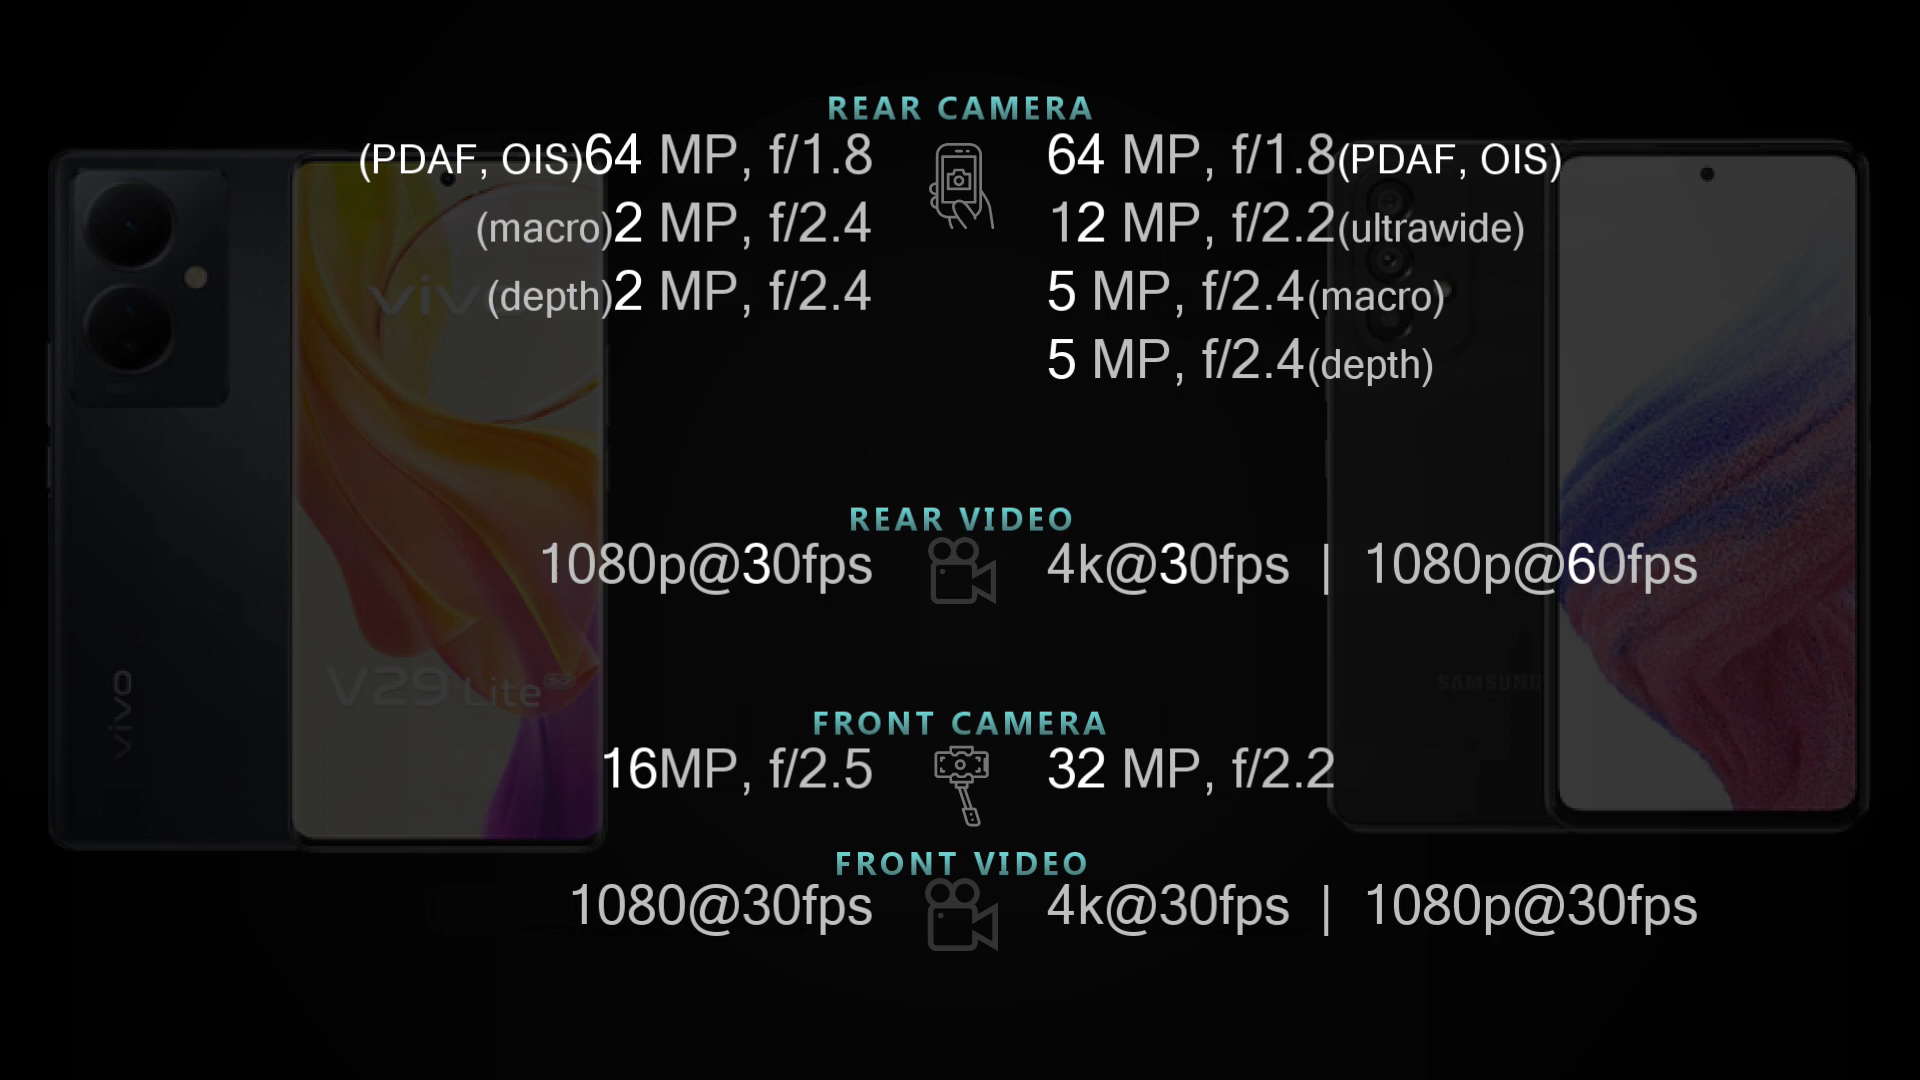 REAR CAMERA
(PDAF, OIS)64 MP, f/1.8
64 MP, f/1.8(PDAF, OIS)
(macro)2 MP, f/2.4
12 MP, f/2.2(ultrawide)
(depth)2 MP, f/2.4
5 MP, f/2.4(macro)
5 MP, f/2.4(depth)
vivo
REAR VIDEO
1080p@30fps
4k@30fps | 1080p@60fps
V29 Lite 5G
vivo
SAMSUNG
FRONT CAMERA
16MP, f/2.5
32 MP, f/2.2
FRONT VIDEO
1080@30fps
4k@30fps | 1080p@30fps